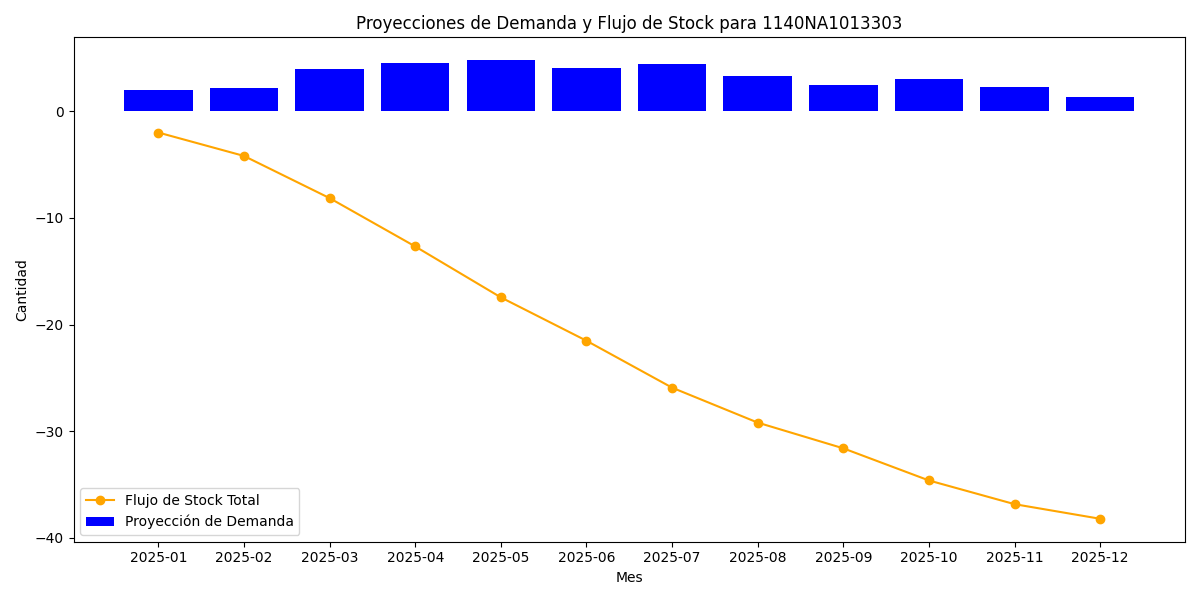 Proyecciones de Demanda y Flujo de Stock para 1140NA1013303
Cantidad
0
−10
−20
−30
−40
Flujo de Stock Total
Proyección de Demanda
2025-01 2025-02 2025-03 2025-04 2025-05 2025-06 2025-07 2025-08 2025-09 2025-10 2025-11 2025-12
Mes